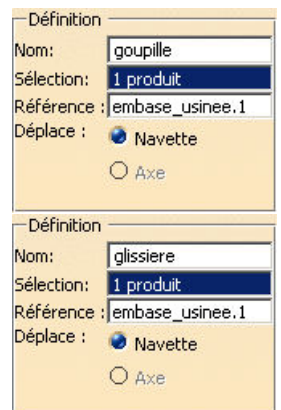 Définition
Nom: goupille
Sélection: 1 produit
Référence : embase_usinee.1
Déplace : Navette
Axe
Définition
Nom: glissiere
Sélection: 1 produit
Référence : embase_usinee.1
Déplace : Navette
Axe